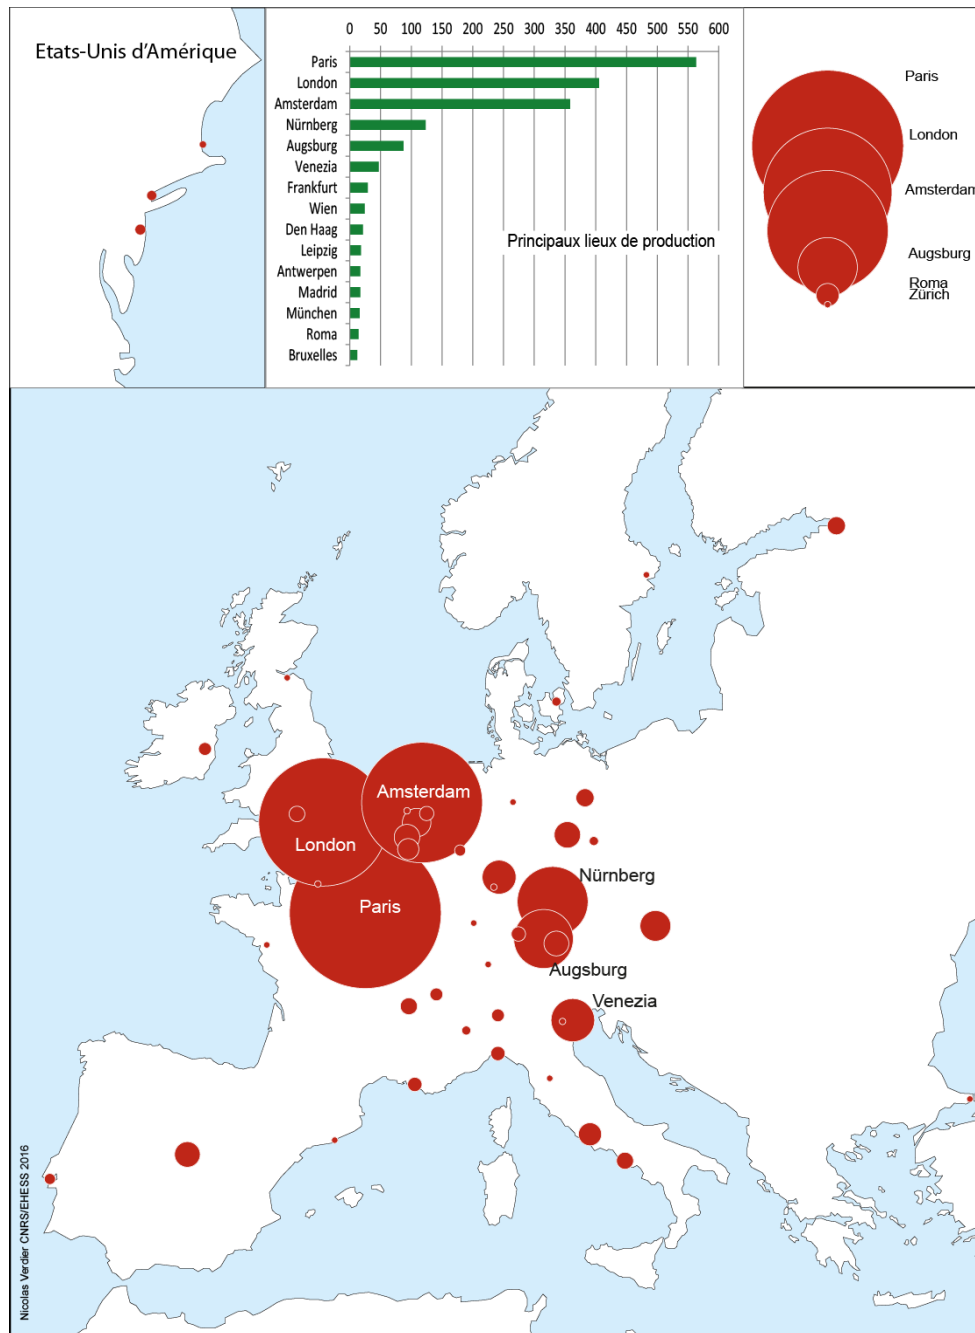 Etats-Unis d'Amérique
0 50 100 150 200 250 300 350 400 450 500 550 600
Paris
London
Amsterdam
Nürnberg
Augsburg
Venezia
Frankfurt
Wien
Den Haag
Leipzig
Antwerpen
Madrid
München
Roma
Bruxelles
Principaux lieux de production
Paris
London
Amsterdam
Augsburg
Roma
Zürich
Amsterdam
London
Paris
Nürnberg
Augsburg
Venezia
Nicolas Verdier CNRS/EHESS 2016